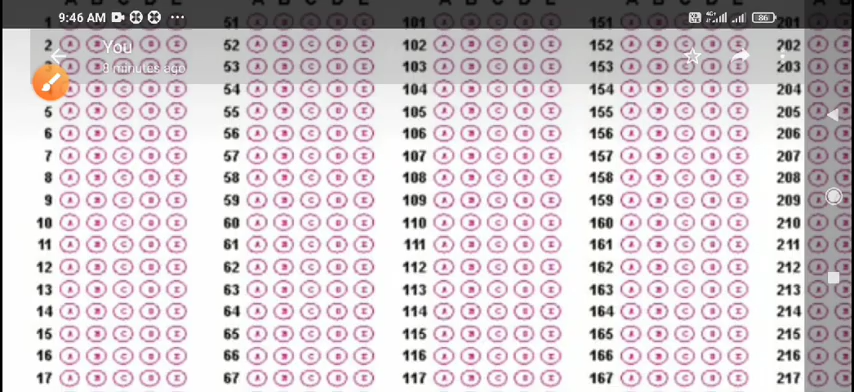 A B C D E A B C D E A B C D E A B C D E
9:46 AM ··· 86
1 51 101 151 201
You
2 A B C D E 52 A B C D E 102 A B C D E 152 A B C D E 202 A B
8 minutes ago
53 A B C D E 103 A B C D E 153 A B C D E 203 A B
54 A B C D E 104 A B C D E 154 A B C D E 204 A B
5 A B C D E 55 A B C D E 105 A B C D E 155 A B C D E 205 A B
6 A B C D E 56 A B C D E 106 A B C D E 156 A B C D E 206 A B
7 A B C D E 57 A B C D E 107 A B C D E 157 A B C D E 207 A B
8 A B C D E 58 A B C D E 108 A B C D E 158 A B C D E 208 A B
9 A B C D E 59 A B C D E 109 A B C D E 159 A B C D E 209 A B
10 A B C D E 60 A B C D E 110 A B C D E 160 A B C D E 210 A B
11 A B C D E 61 A B C D E 111 A B C D E 161 A B C D E 211 A B
12 A B C D E 62 A B C D E 112 A B C D E 162 A B C D E 212 A B
13 A B C D E 63 A B C D E 113 A B C D E 163 A B C D E 213 A B
14 A B C D E 64 A B C D E 114 A B C D E 164 A B C D E 214 A B
15 A B C D E 65 A B C D E 115 A B C D E 165 A B C D E 215 A B
16 A B C D E 66 A B C D E 116 A B C D E 166 A B C D E 216 A B
17 A B C D E 67 A B C D E 117 A B C D E 167 A B C D E 217 A B